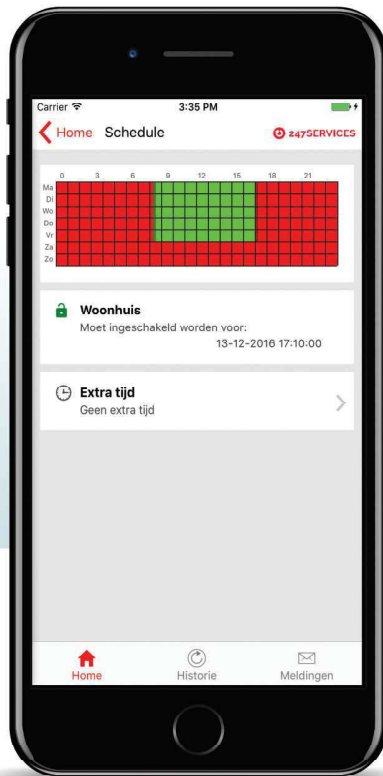 Carrier 3:35 PM
Home Schedule 247SERVICES
0 3 6 9 12 15 18 21
Ma
Di
Wo
Do
Vr
Za
Zo
Woonhuis
Moet ingeschakeld worden voor:
13-12-2016 17:10:00
Extra tijd
Geen extra tijd
Home Historie Meldingen